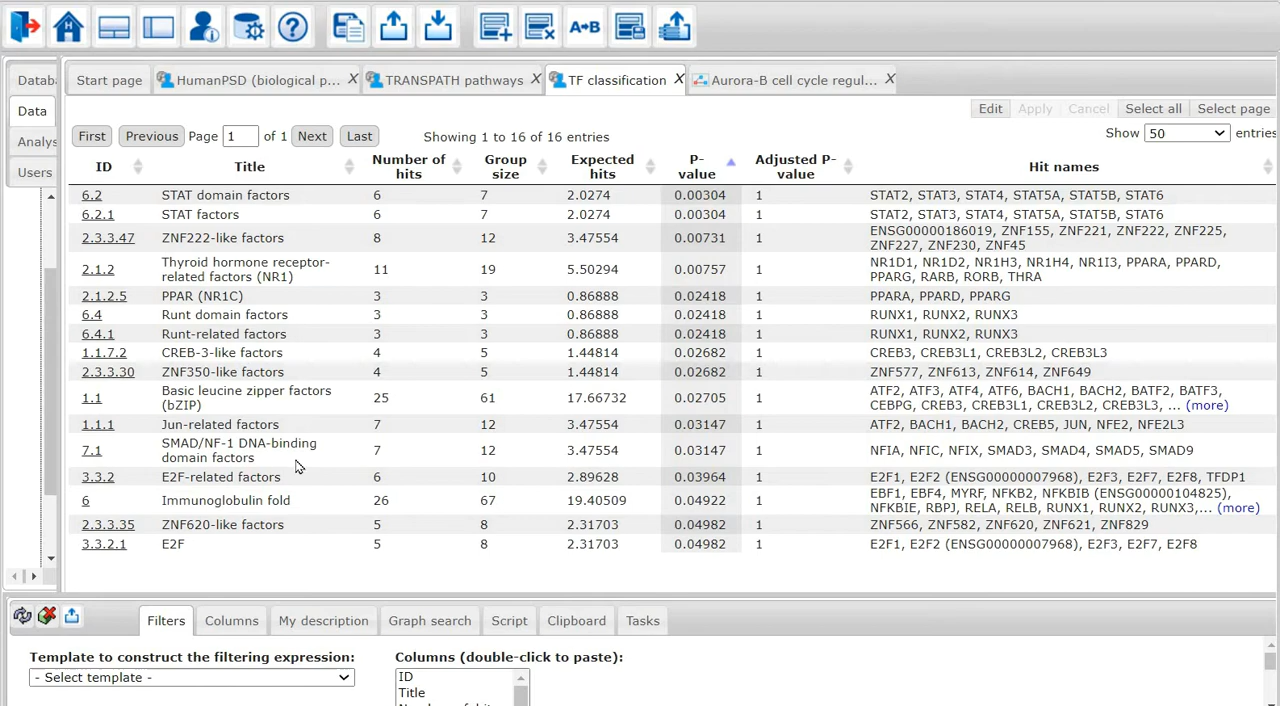 A➔B
Databa
Start page
HumanPSD (biological p... X
TRANSPATH pathways X
TF classification X
Aurora-B cell cycle regul... X
Data
Analys
Users
Edit Apply Cancel Select all Select page
First Previous Page 1 of 1 Next Last Showing 1 to 16 of 16 entries Show 50 entries
ID Title Number of hits Group size Expected hits P-value Adjusted P-value Hit names
6.2 STAT domain factors 6 7 2.0274 0.00304 1 STAT2, STAT3, STAT4, STAT5A, STAT5B, STAT6
6.2.1 STAT factors 6 7 2.0274 0.00304 1 STAT2, STAT3, STAT4, STAT5A, STAT5B, STAT6
2.3.3.47 ZNF222-like factors 8 12 3.47554 0.00731 1 ENSG00000186019, ZNF155, ZNF221, ZNF222, ZNF225,
ZNF227, ZNF230, ZNF45
2.1.2 Thyroid hormone receptor-
related factors (NR1) 11 19 5.50294 0.00757 1 NR1D1, NR1D2, NR1H3, NR1H4, NR1I3, PPARA, PPARD,
PPARG, RARB, RORB, THRA
2.1.2.5 PPAR (NR1C) 3 3 0.86888 0.02418 1 PPARA, PPARD, PPARG
6.4 Runt domain factors 3 3 0.86888 0.02418 1 RUNX1, RUNX2, RUNX3
6.4.1 Runt-related factors 3 3 0.86888 0.02418 1 RUNX1, RUNX2, RUNX3
1.1.7.2 CREB-3-like factors 4 5 1.44814 0.02682 1 CREB3, CREB3L1, CREB3L2, CREB3L3
2.3.3.30 ZNF350-like factors 4 5 1.44814 0.02682 1 ZNF577, ZNF613, ZNF614, ZNF649
1.1 Basic leucine zipper factors
(bZIP) 25 61 17.66732 0.02705 1 ATF2, ATF3, ATF4, ATF6, BACH1, BACH2, BATF2, BATF3,
CEBPG, CREB3, CREB3L1, CREB3L2, CREB3L3, ... (more)
1.1.1 Jun-related factors 7 12 3.47554 0.03147 1 ATF2, BACH1, BACH2, CREB5, JUN, NFE2, NFE2L3
7.1 SMAD/NF-1 DNA-binding
domain factors 7 12 3.47554 0.03147 1 NFIA, NFIC, NFIX, SMAD3, SMAD4, SMAD5, SMAD9
3.3.2 E2F-related factors 6 10 2.89628 0.03964 1 E2F1, E2F2 (ENSG00000007968), E2F3, E2F7, E2F8, TFDP1
6 Immunoglobulin fold 26 67 19.40509 0.04922 1 EBF1, EBF4, MYRF, NFKB2, NFKBIB (ENSG00000104825),
NFKBIE, RBPJ, RELA, RELB, RUNX1, RUNX2, RUNX3,... (more)
2.3.3.35 ZNF620-like factors 5 8 2.31703 0.04982 1 ZNF566, ZNF582, ZNF620, ZNF621, ZNF829
3.3.2.1 E2F 5 8 2.31703 0.04982 1 E2F1, E2F2 (ENSG00000007968), E2F3, E2F7, E2F8
Filters Columns My description Graph search Script Clipboard Tasks
Template to construct the filtering expression: Columns (double-click to paste):
- Select template - ID
Title